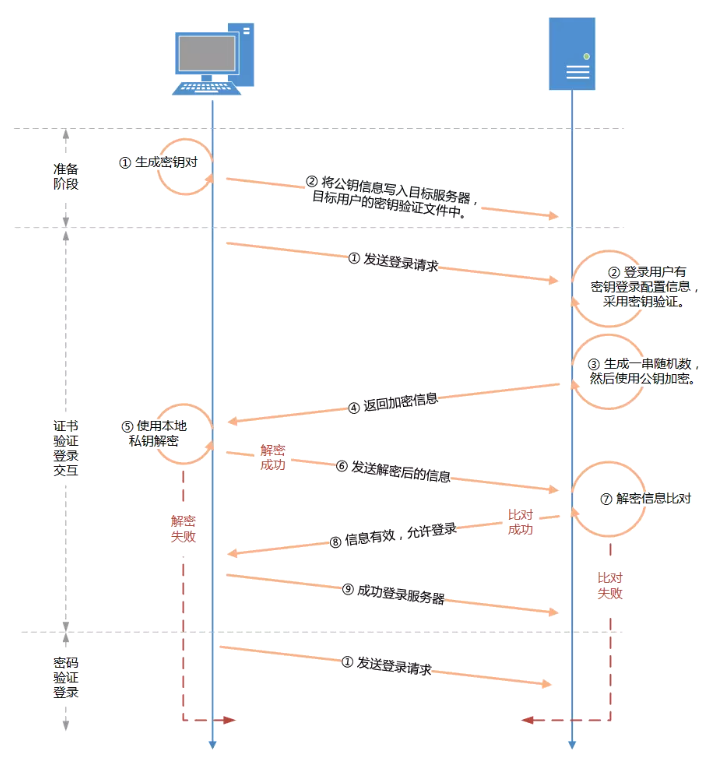 准备
阶段
① 生成密钥对
② 将公钥信息写入目标服务器，
目标用户的密钥验证文件中。
证书
验证
登录
交互
① 发送登录请求
② 登录用户有
密钥登录配置信息，
采用密钥验证。
③ 生成一串随机数，
然后使用公钥加密。
④ 返回加密信息
⑤ 使用本地
私钥解密
解密
成功
⑥ 发送解密后的信息
⑦ 解密信息比对
解密
失败
比对
成功
⑧ 信息有效，允许登录
比对
失败
⑨ 成功登录服务器
密码
验证
登录
① 发送登录请求